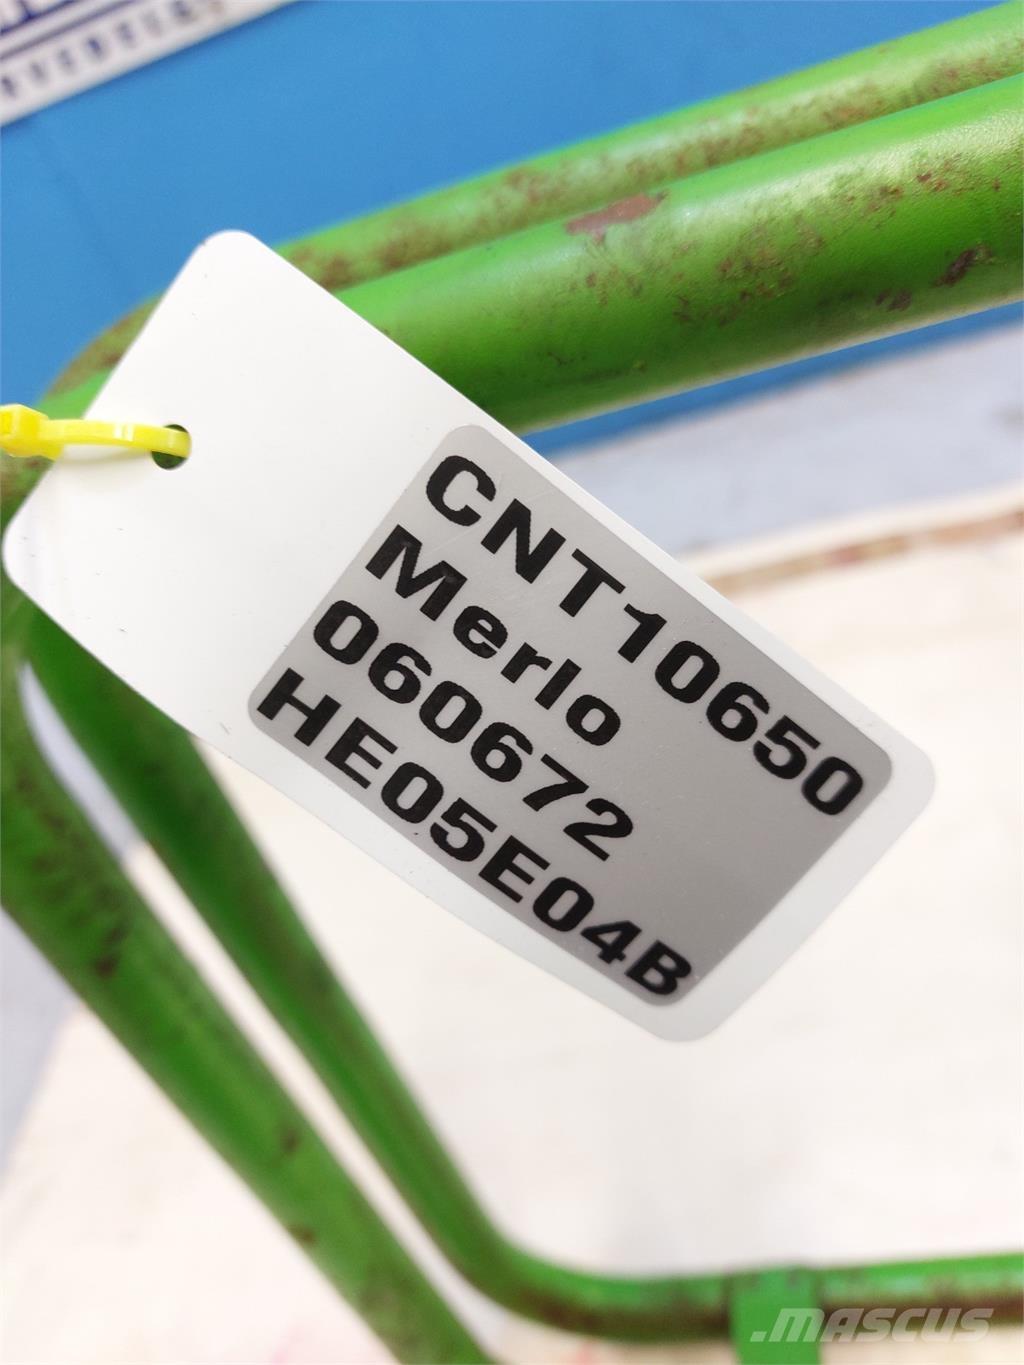 CNT10650
Merlo
060672
HE05E04B
MASCUS